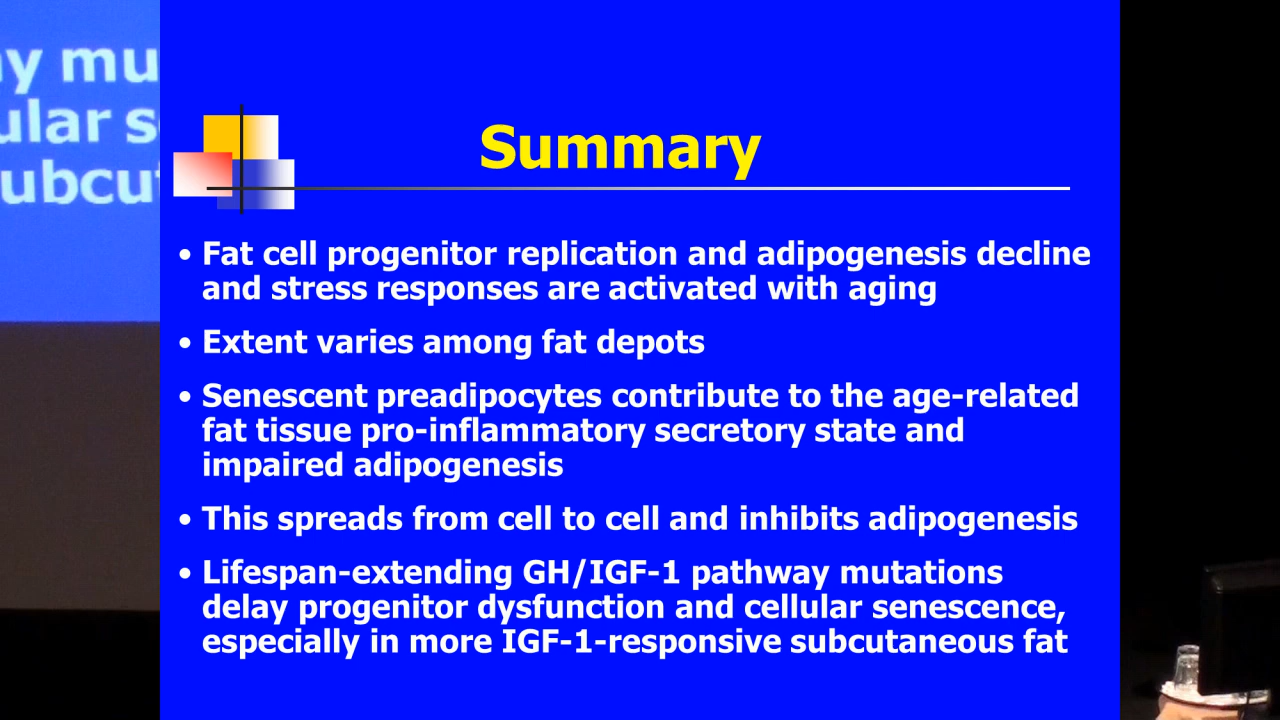 Summary
• Fat cell progenitor replication and adipogenesis decline
and stress responses are activated with aging
• Extent varies among fat depots
• Senescent preadipocytes contribute to the age-related
fat tissue pro-inflammatory secretory state and
impaired adipogenesis
• This spreads from cell to cell and inhibits adipogenesis
• Lifespan-extending GH/IGF-1 pathway mutations
delay progenitor dysfunction and cellular senescence,
especially in more IGF-1-responsive subcutaneous fat